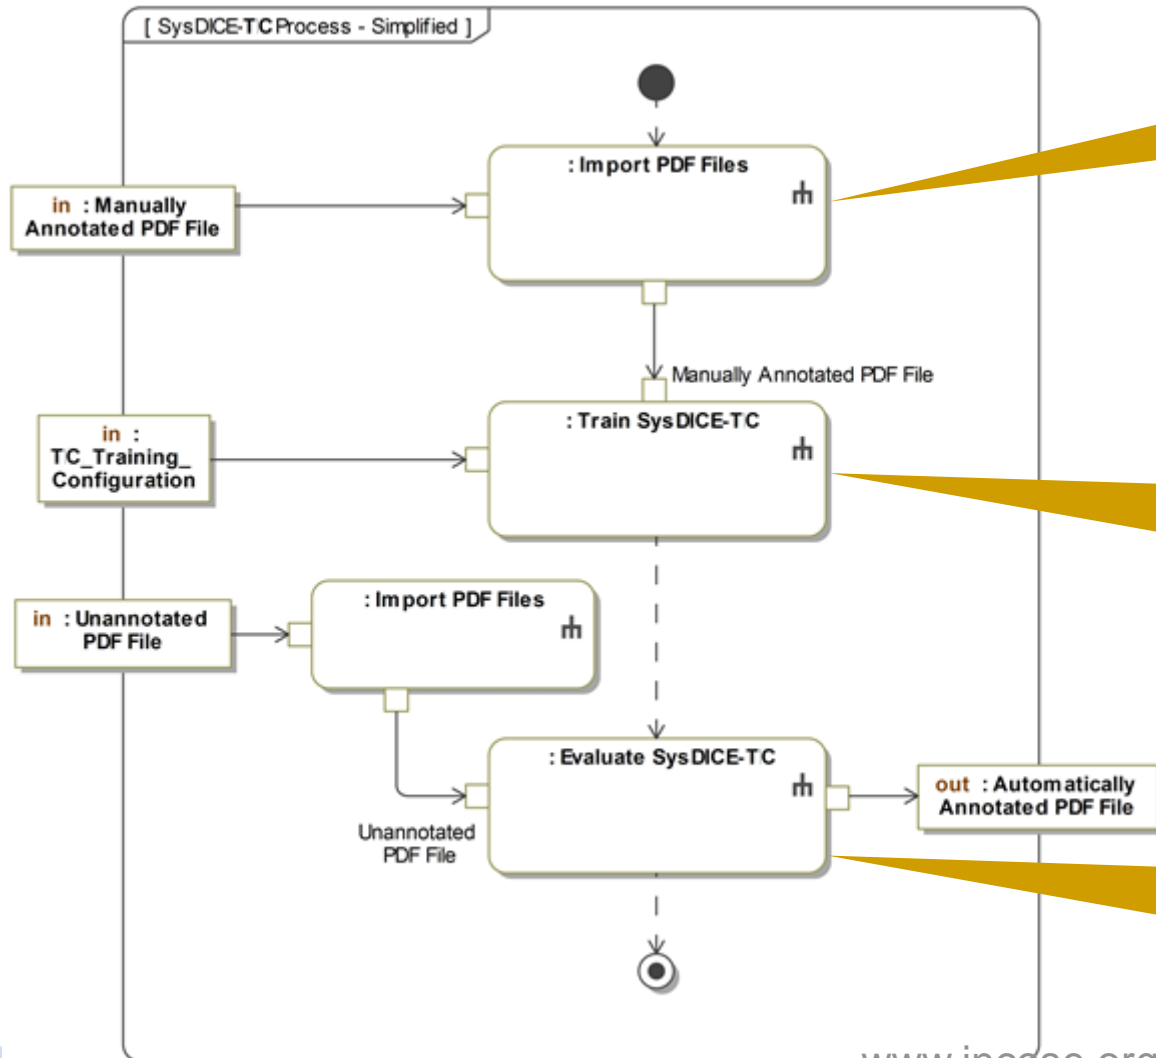 [ SysDICE-TC Process - Simplified ]
: Import PDF Files
in : Manually
Annotated PDF File
Manually Annotated PDF File
: Train SysDICE-TC
in :
TC_Training_
Configuration
: Import PDF Files
in : Unannotated
PDF File
: Evaluate SysDICE-TC
out : Automatically
Annotated PDF File
Unannotated
PDF File